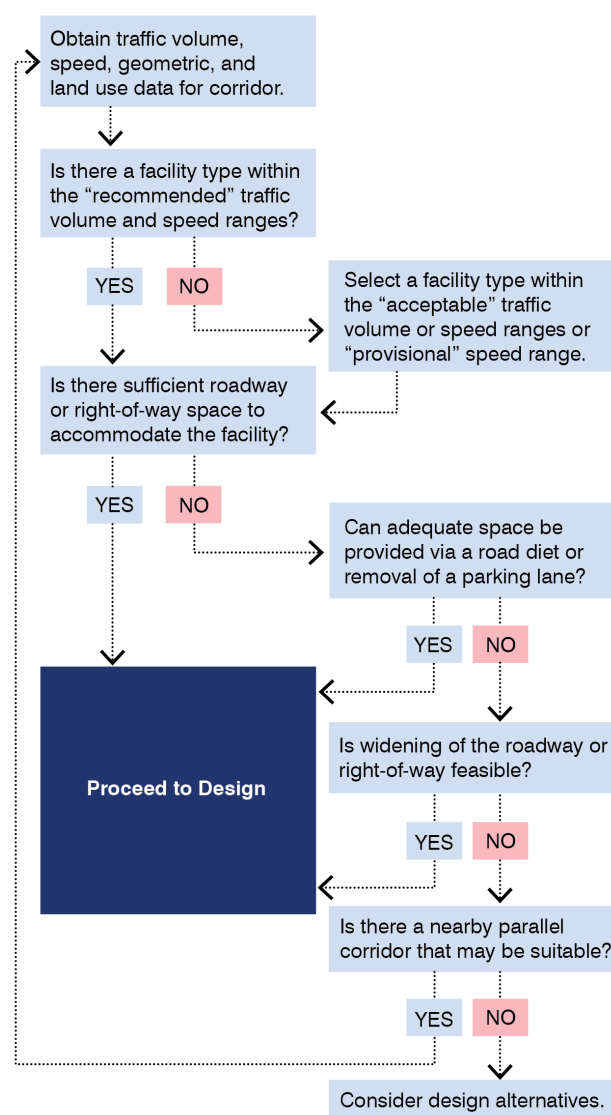 Obtain traffic volume,
speed, geometric, and
land use data for corridor.
Is there a facility type within
the “recommended” traffic
volume and speed ranges?
YES
NO
Select a facility type within
the “acceptable” traffic
volume or speed ranges or
“provisional” speed range.
Is there sufficient roadway
or right-of-way space to
accommodate the facility?
YES
NO
Can adequate space be
provided via a road diet or
removal of a parking lane?
YES
NO
Proceed to Design
Is widening of the roadway or
right-of-way feasible?
YES
NO
Is there a nearby parallel
corridor that may be suitable?
YES
NO
Consider design alternatives.